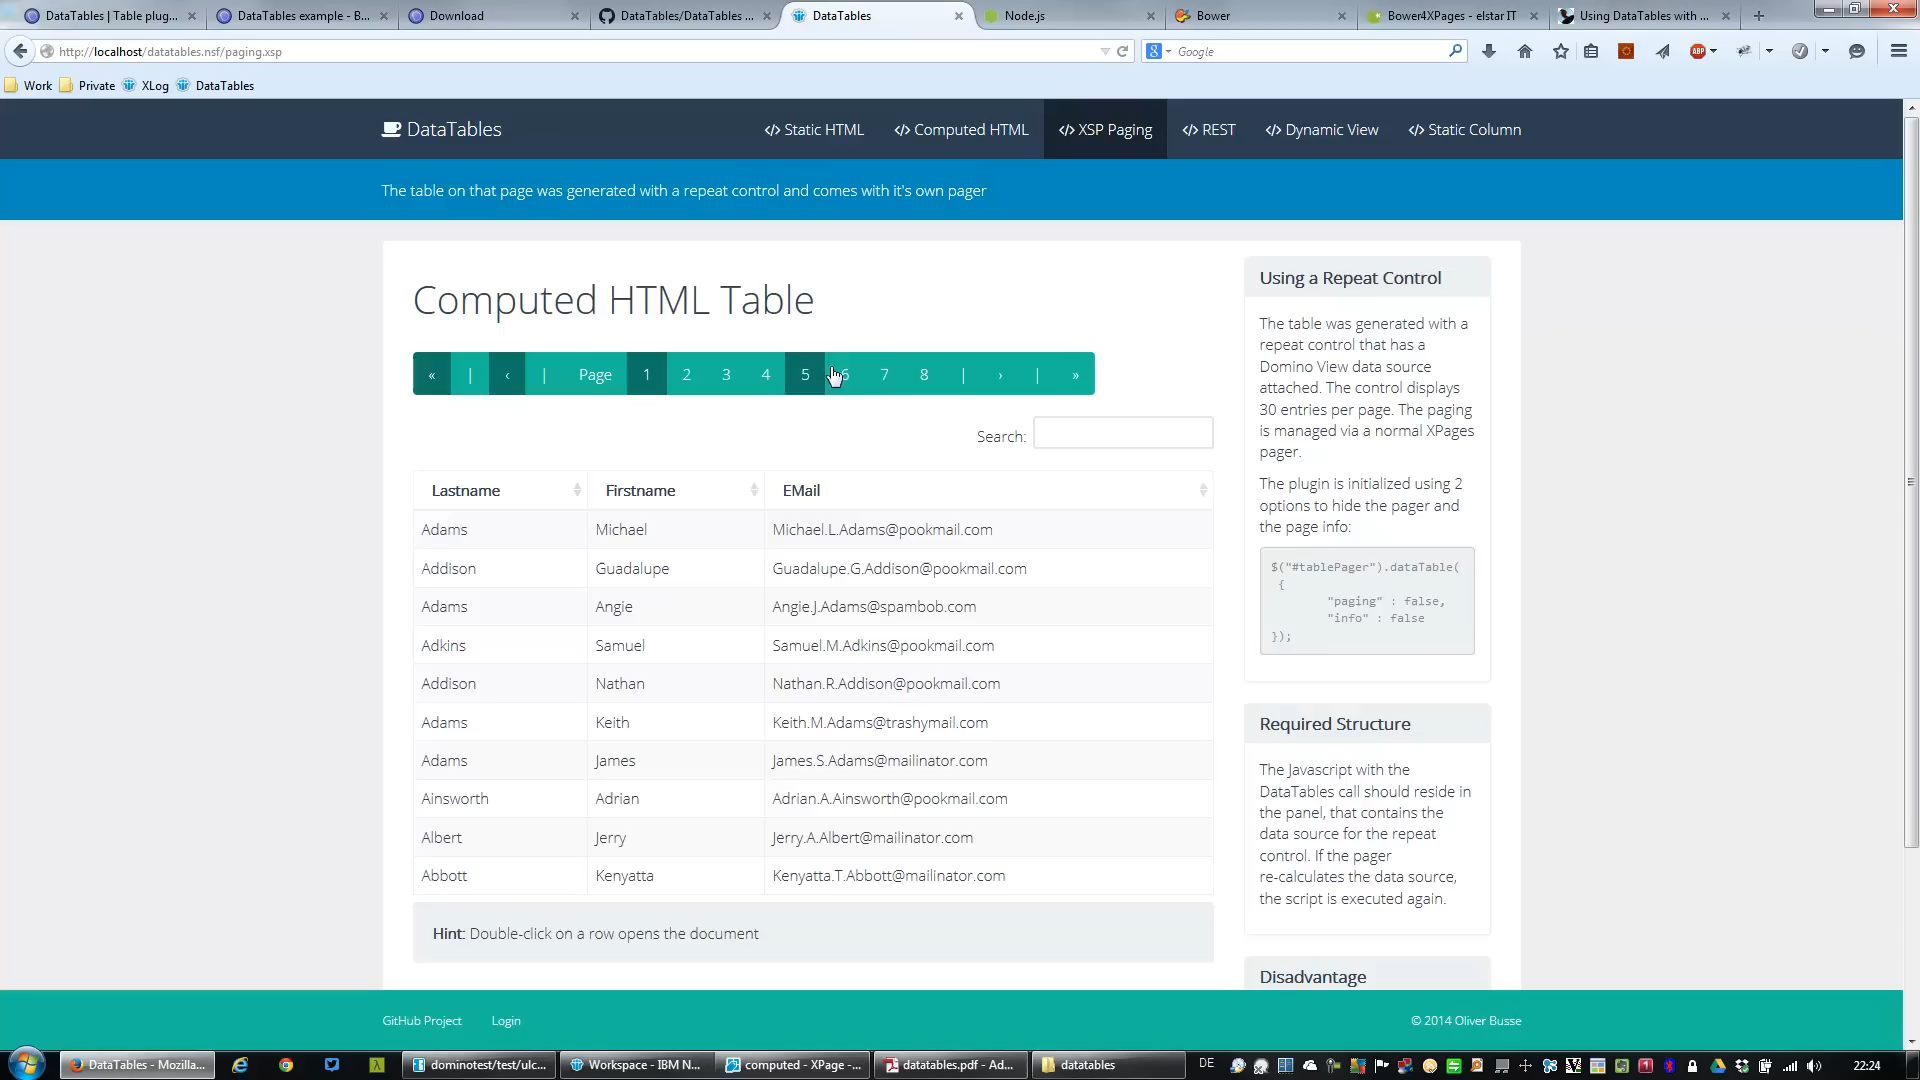 DataTables | Table plug...
DataTables example - B...
Download
DataTables/DataTables ...
DataTables
Node.js
Bower
Bower4XPages - elstar IT
Using DataTables with ...
http://localhost/datatables.nsf/paging.xsp
Google
Work
Private
XLog
DataTables
DataTables
</> Static HTML
</> Computed HTML
</> XSP Paging
</> REST
</> Dynamic View
</> Static Column
The table on that page was generated with a repeat control and comes with it's own pager
Computed HTML Table
« | ‹ | Page 1 2 3 4 5 6 7 8 | › | »
Search:
Lastname Firstname EMail
Adams Michael Michael.L.Adams@pookmail.com
Addison Guadalupe Guadalupe.G.Addison@pookmail.com
Adams Angie Angie.J.Adams@spambob.com
Adkins Samuel Samuel.M.Adkins@pookmail.com
Addison Nathan Nathan.R.Addison@pookmail.com
Adams Keith Keith.M.Adams@trashymail.com
Adams James James.S.Adams@mailinator.com
Ainsworth Adrian Adrian.A.Ainsworth@pookmail.com
Albert Jerry Jerry.A.Albert@mailinator.com
Abbott Kenyatta Kenyatta.T.Abbott@mailinator.com
Hint: Double-click on a row opens the document
Using a Repeat Control
The table was generated with a
repeat control that has a
Domino View data source
attached. The control displays
30 entries per page. The paging
is managed via a normal XPages
pager.
The plugin is initialized using 2
options to hide the pager and
the page info:
$("#tablePager").dataTable(
{
"paging" : false,
"info" : false
});
Required Structure
The Javascript with the
DataTables call should reside in
the panel, that contains the
data source for the repeat
control. If the pager
re-calculates the data source,
the script is executed again.
Disadvantage
GitHub Project
Login
© 2014 Oliver Busse
DataTables - Mozilla...
dominotest/test/ulc...
Workspace - IBM N...
computed - XPage -...
datatables.pdf - Ad...
datatables
DE
22:24